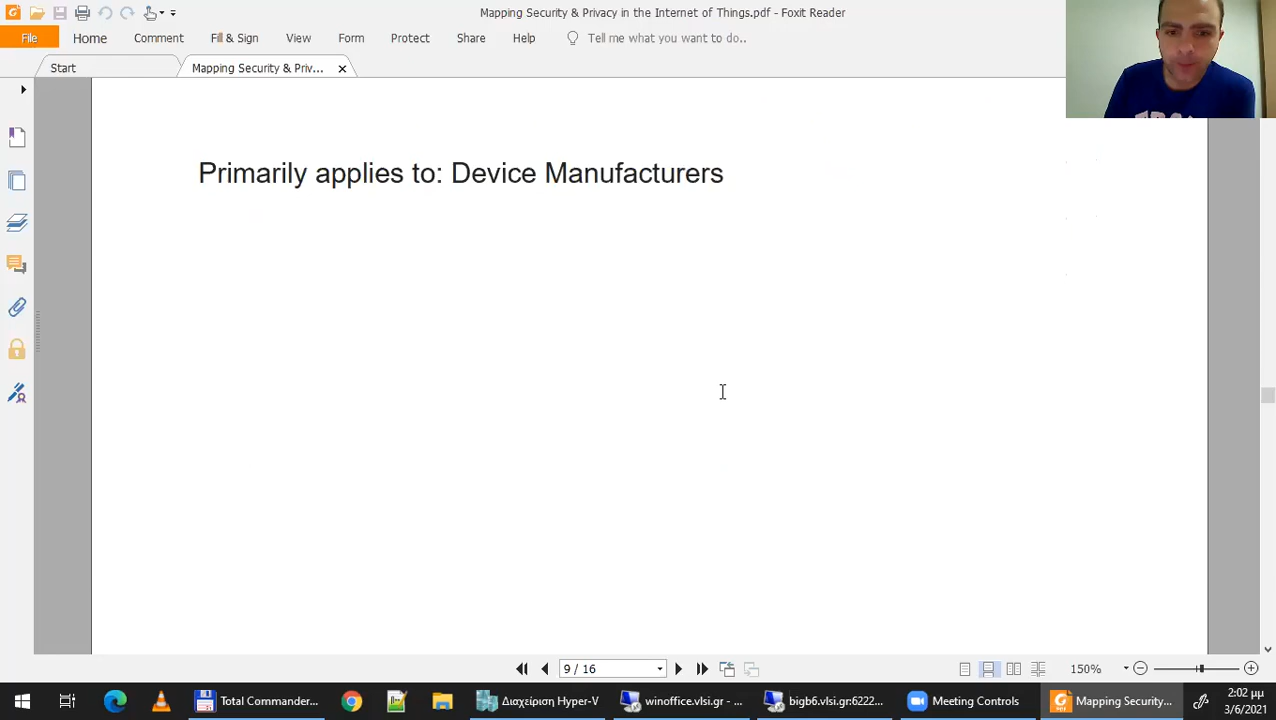 Mapping Security & Privacy in the Internet of Things.pdf - Foxit Reader
File Home Comment Fill & Sign View Form Protect Share Help Tell me what you want to do..
Start Mapping Security & Priv...
Primarily applies to: Device Manufacturers
9 / 16
150%
Total Commander...
Διαχείριση Hyper-V
winoffice.vlsi.gr - ...
bigb6.vlsi.gr:6222...
Meeting Controls
Mapping Security...
2:02 μμ
3/6/2021